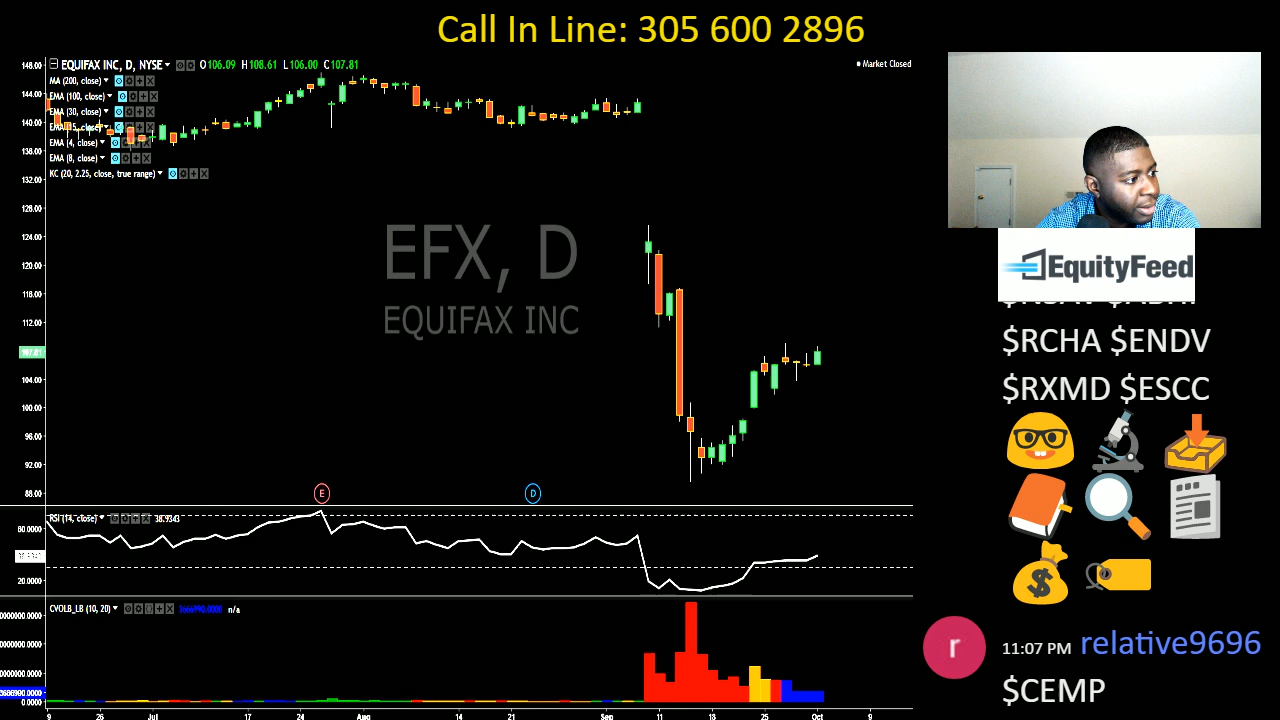 Call In Line: 305 600 2896
EQUIFAX INC, D, NYSE O106.09 H108.61 L106.00 C107.81
Market Closed
MA (200, close)
EMA (100, close)
EMA (30, close)
EMA (4, close)
EMA (8, close)
KC (20, 2.25, close, true range)
148.00
144.00
140.00
136.00
132.00
128.00
124.00
120.00
116.00
112.00
107.81
104.00
100.00
96.00
92.00
88.00
EFX, D
EQUIFAX INC
E
D
RSI (14, close) 38.9343
20.0000
CVOLB_LB (10, 20) n/a
0.0000
9 26 Jul 17 24 Aug 14 21 Sep 11 18 25 Oct 9
EquityFeed
$RCHA $ENDV
$RXMD $ESCC
r
11:07 PM relative9696
$CEMP